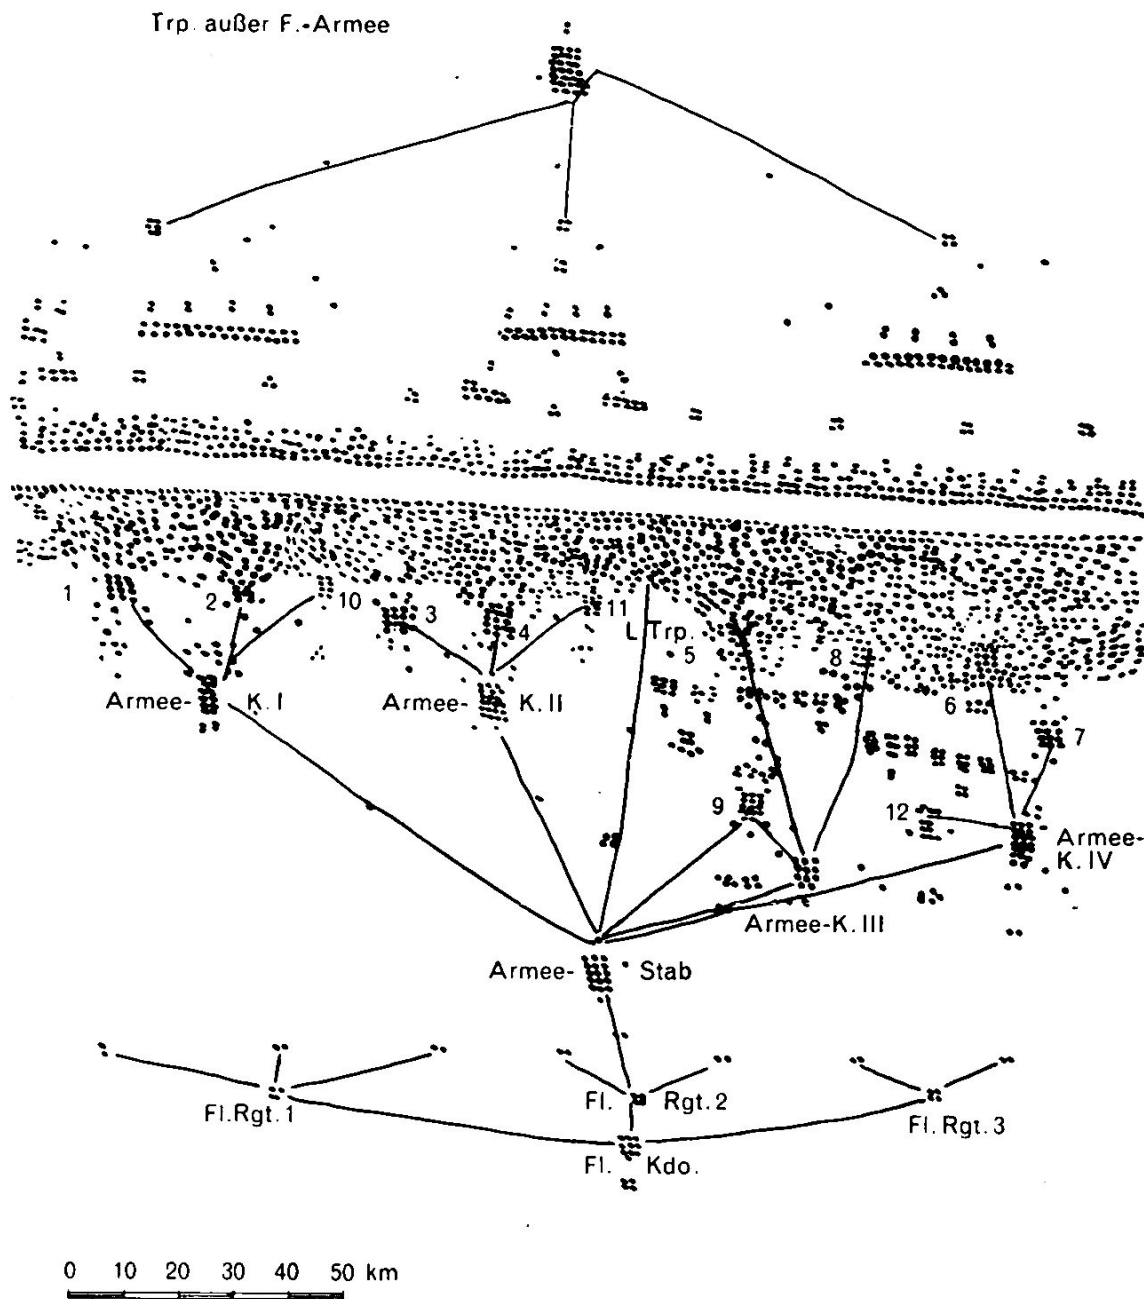 Trp. außer F.-Armee
1
2
10
3
4
11
L.Trp.
5
8
6
7
Armee- K. I
Armee- K. II
9
12
Armee-
K. IV
Armee-K. III
Armee- Stab
Fl.Rgt.1
Fl. Rgt.2
Fl.Rgt.3
Fl. Kdo.
0 10 20 30 40 50 km